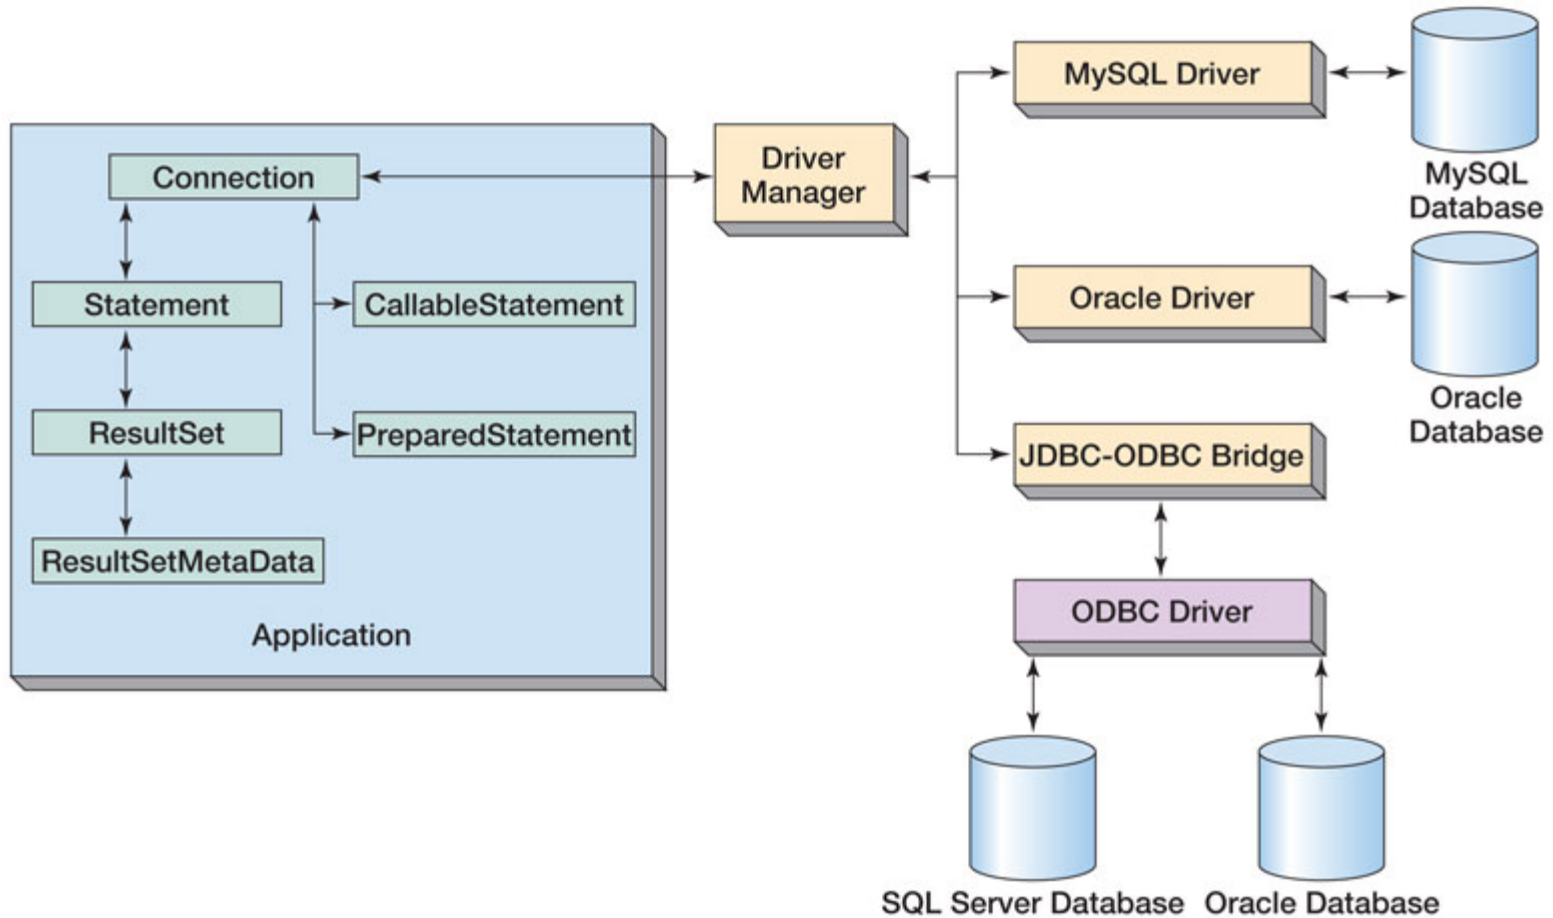 Connection
Statement
CallableStatement
ResultSet
PreparedStatement
ResultSetMetaData
Application
Driver
Manager
MySQL Driver
MySQL
Database
Oracle Driver
Oracle
Database
JDBC-ODBC Bridge
ODBC Driver
SQL Server Database
Oracle Database